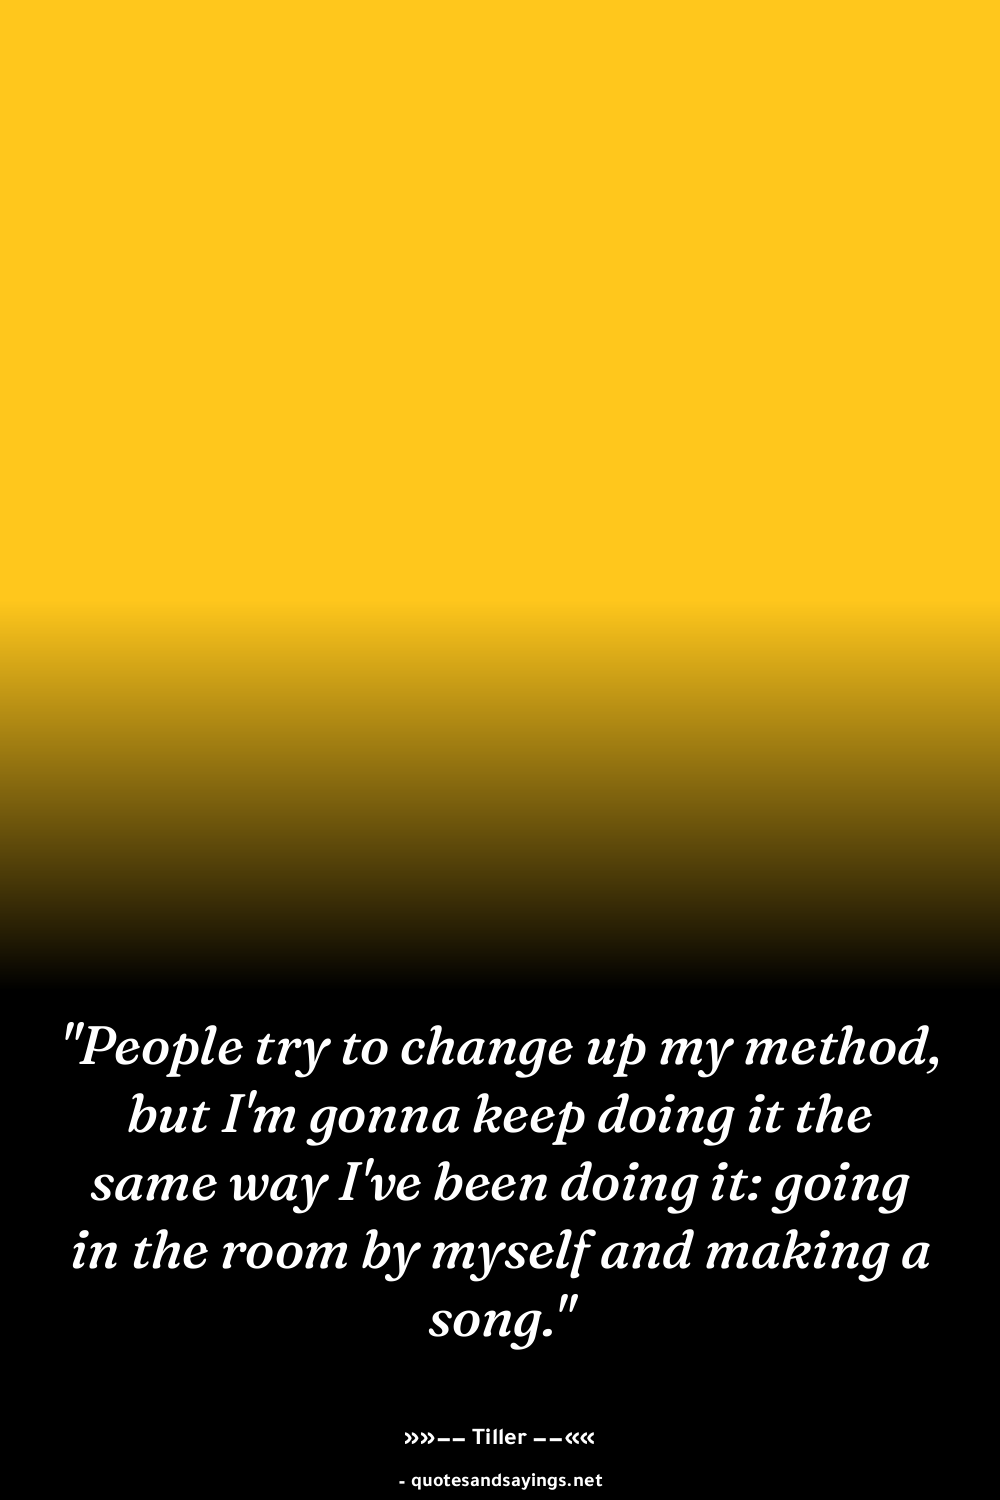 "People try to change up my method,
but I'm gonna keep doing it the
same way I've been doing it: going
in the room by myself and making a
song."
»»−− Tiller −−««
- quotesandsayings.net